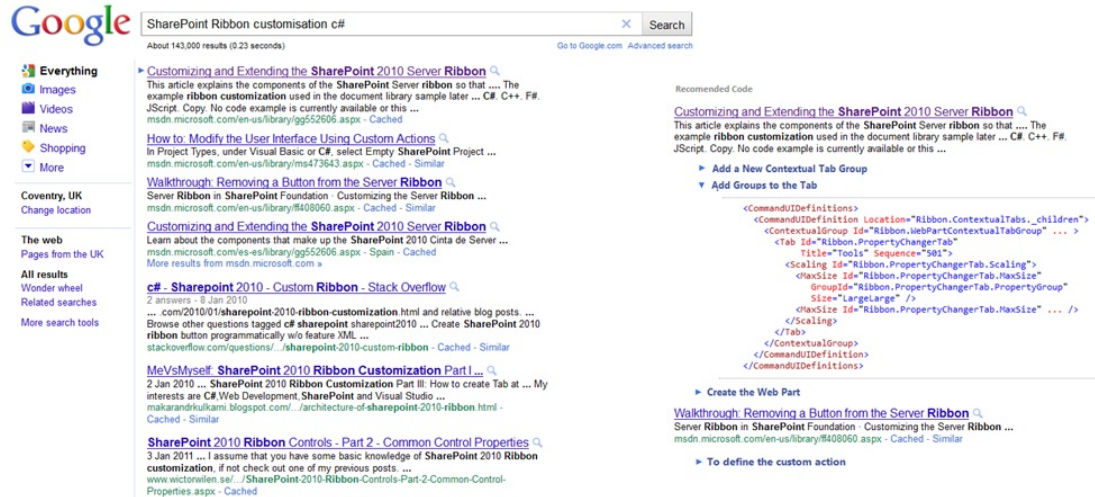 Google
SharePoint Ribbon customisation c#
Search
About 143,000 results (0.23 seconds)
Go to Google.com Advanced search
Everything
Images
Videos
News
Shopping
More
Coventry, UK
Change location
The web
Pages from the UK
All results
Wonder wheel
Related searches
More search tools
Customizing and Extending the SharePoint 2010 Server Ribbon
This article explains the components of the SharePoint Server ribbon so that .... The
example ribbon customization used in the document library sample later ... C#. C++. F#.
JScript. Copy. No code example is currently available or this ...
msdn.microsoft.com/en-us/library/gg552606.aspx - Cached
How to: Modify the User Interface Using Custom Actions
In Project Types, under Visual Basic or C#, select Empty SharePoint Project ...
msdn.microsoft.com/en-us/library/ms473643.aspx - Cached - Similar
Walkthrough: Removing a Button from the Server Ribbon
Server Ribbon in SharePoint Foundation · Customizing the Server Ribbon ...
msdn.microsoft.com/en-us/library/ff408060.aspx - Cached - Similar
Customizing and Extending the SharePoint 2010 Server Ribbon
Learn about the components that make up the SharePoint 2010 Cinta de Server ...
msdn.microsoft.com/es-es/library/gg552606.aspx - Spain - Cached
More results from msdn.microsoft.com »
c# - Sharepoint 2010 - Custom Ribbon - Stack Overflow
2 answers - 8 Jan 2010
... .com/2010/01/sharepoint-2010-ribbon-customization.html and relative blog posts. ...
Browse other questions tagged c# sharepoint sharepoint2010 ... Create SharePoint 2010
ribbon button programmatically w/o feature XML ...
stackoverflow.com/questions/.../sharepoint-2010-custom-ribbon - Cached - Similar
MeVsMyself: SharePoint 2010 Ribbon Customization Part I ...
2 Jan 2010 ... SharePoint 2010 Ribbon Customization Part III: How to create Tab at ... My
interests are C#,Web Development,SharePoint and Visual Studio ...
makarandrkulkarni.blogspot.com/.../architecture-of-sharepoint-2010-ribbon.html -
Cached - Similar
SharePoint 2010 Ribbon Controls - Part 2 - Common Control Properties
3 Jan 2011 ... I assume that you have some basic knowledge of SharePoint 2010 Ribbon
customization, if not check out one of my previous posts. ...
www.wictorwilen.se/.../SharePoint-2010-Ribbon-Controls-Part-2-Common-Control-
Properties.aspx - Cached
Recomended Code
Customizing and Extending the SharePoint 2010 Server Ribbon
This article explains the components of the SharePoint Server ribbon so that .... The
example ribbon customization used in the document library sample later ... C#. C++. F#.
JScript. Copy. No code example is currently available or this ...
Add a New Contextual Tab Group
Add Groups to the Tab
<CommandUIDefinitions>
<CommandUIDefinition Location="Ribbon.ContextualTabs._children">
<ContextualGroup Id="Ribbon.WebPartContextualTabGroup" ... >
<Tab Id="Ribbon.PropertyChangerTab"
Title="Tools" Sequence="501">
<Scaling Id="Ribbon.PropertyChangerTab.Scaling">
<MaxSize Id="Ribbon.PropertyChangerTab.MaxSize"
GroupId="Ribbon.PropertyChangerTab.PropertyGroup"
Size="LargeLarge" />
<MaxSize Id="Ribbon.PropertyChangerTab.MaxSize" ... />
</Scaling>
</Tab>
</ContextualGroup>
</CommandUIDefinition>
</CommandUIDefinitions>
Create the Web Part
Walkthrough: Removing a Button from the Server Ribbon
Server Ribbon in SharePoint Foundation · Customizing the Server Ribbon ...
msdn.microsoft.com/en-us/library/ff408060.aspx - Cached - Similar
To define the custom action